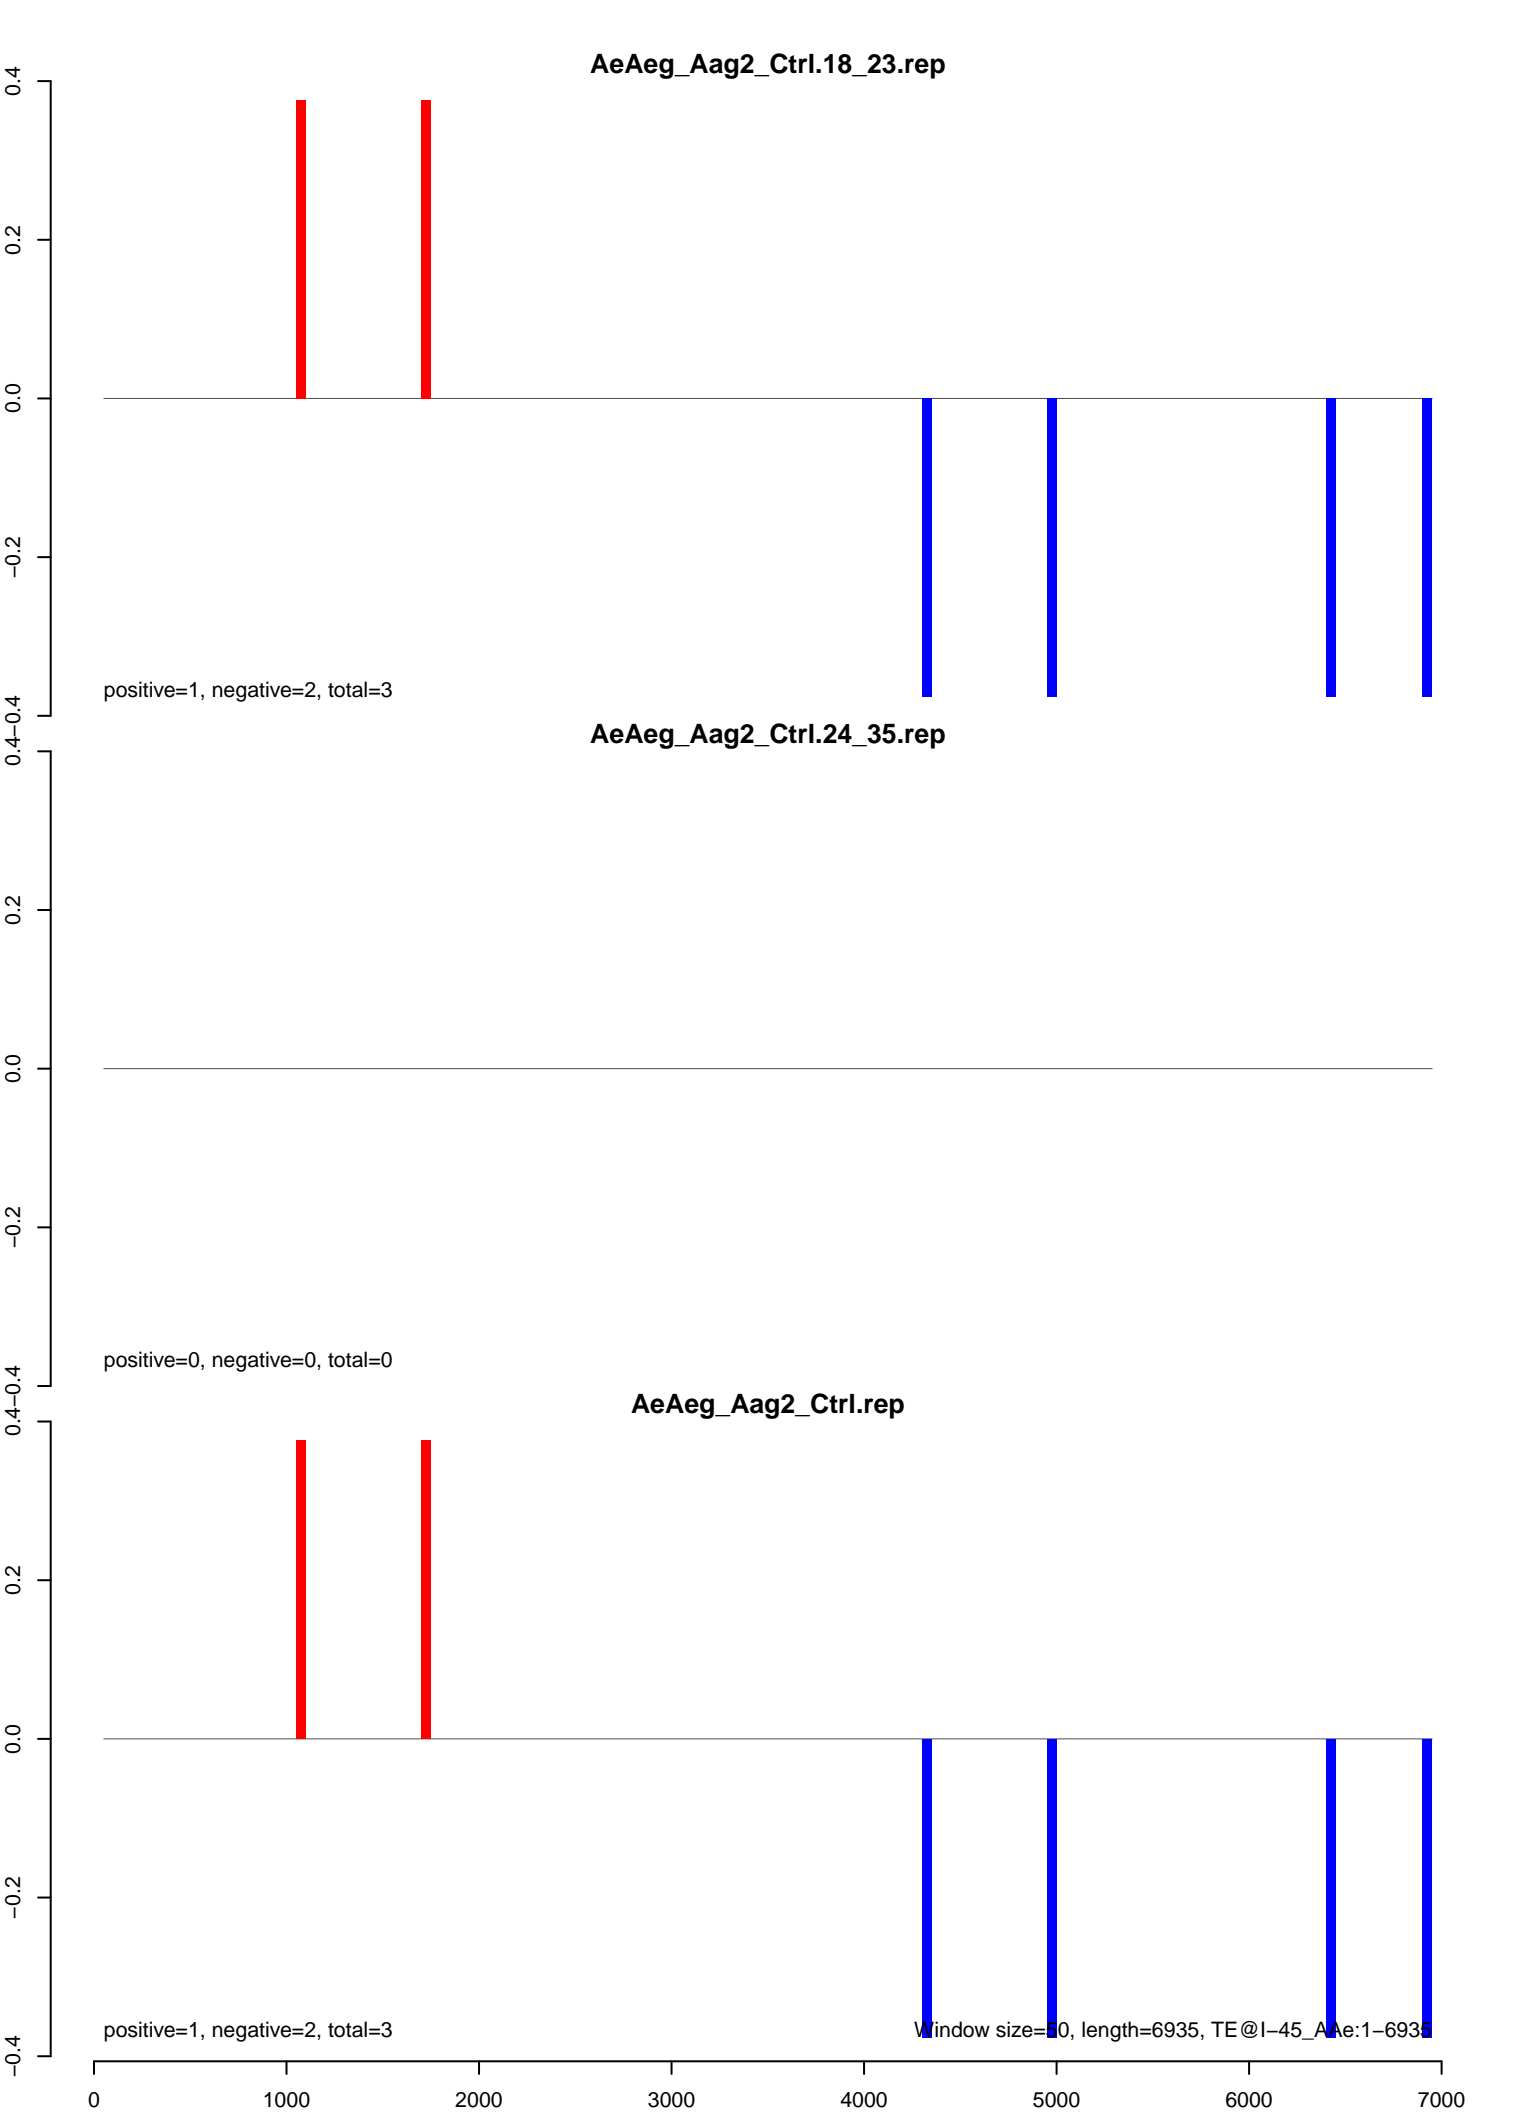 AeAeg_Aag2_Ctrl.18_23.rep
0.4
0.2
0.0
−0.2
−0.4
positive=1, negative=2, total=3
AeAeg_Aag2_Ctrl.24_35.rep
0.4
0.2
0.0
−0.2
−0.4
positive=0, negative=0, total=0
AeAeg_Aag2_Ctrl.rep
0.4
0.2
0.0
−0.2
−0.4
positive=1, negative=2, total=3
Window size=50, length=6935, TE@I−45_AAe:1−6935
0 1000 2000 3000 4000 5000 6000 7000